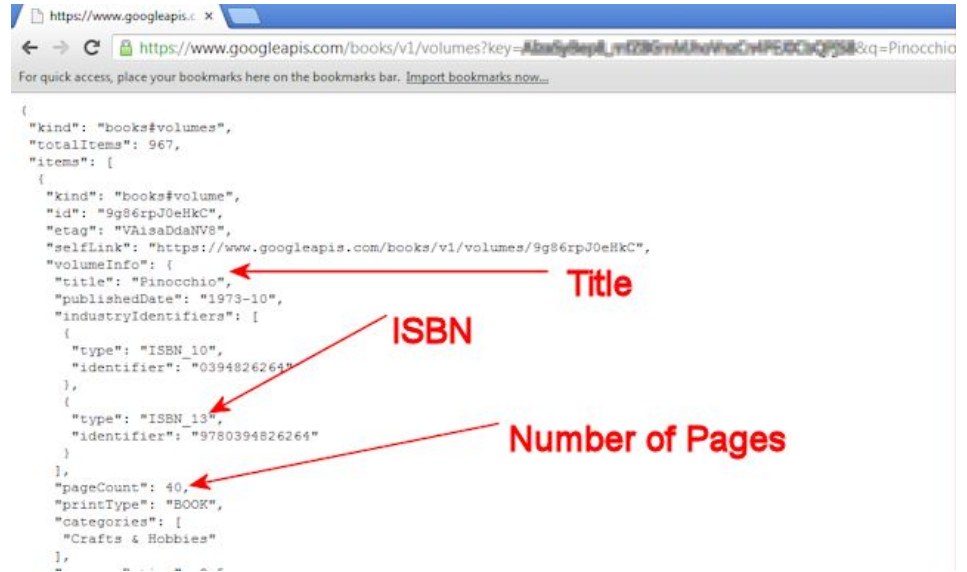 https://www.googleapis.c
https://www.googleapis.com/books/v1/volumes?key= &q=Pinocchio
For quick access, place your bookmarks here on the bookmarks bar. Import bookmarks now...
{
"kind": "books#volumes",
"totalItems": 967,
"items": [
{
"kind": "books#volume",
"id": "9g86rpJ0eHkC",
"etag": "VAisaDdaNV8",
"selfLink": "https://www.googleapis.com/books/v1/volumes/9g86rpJ0eHkC",
"volumeInfo": {
"title": "Pinocchio",
Title
"publishedDate": "1973-10",
"industryIdentifiers": [
ISBN
{
"type": "ISBN_10",
"identifier": "0394826264"
},
{
"type": "ISBN_13",
"identifier": "9780394826264"
Number of Pages
}
],
"pageCount": 40,
"printType": "BOOK",
"categories": [
"Crafts & Hobbies"
],